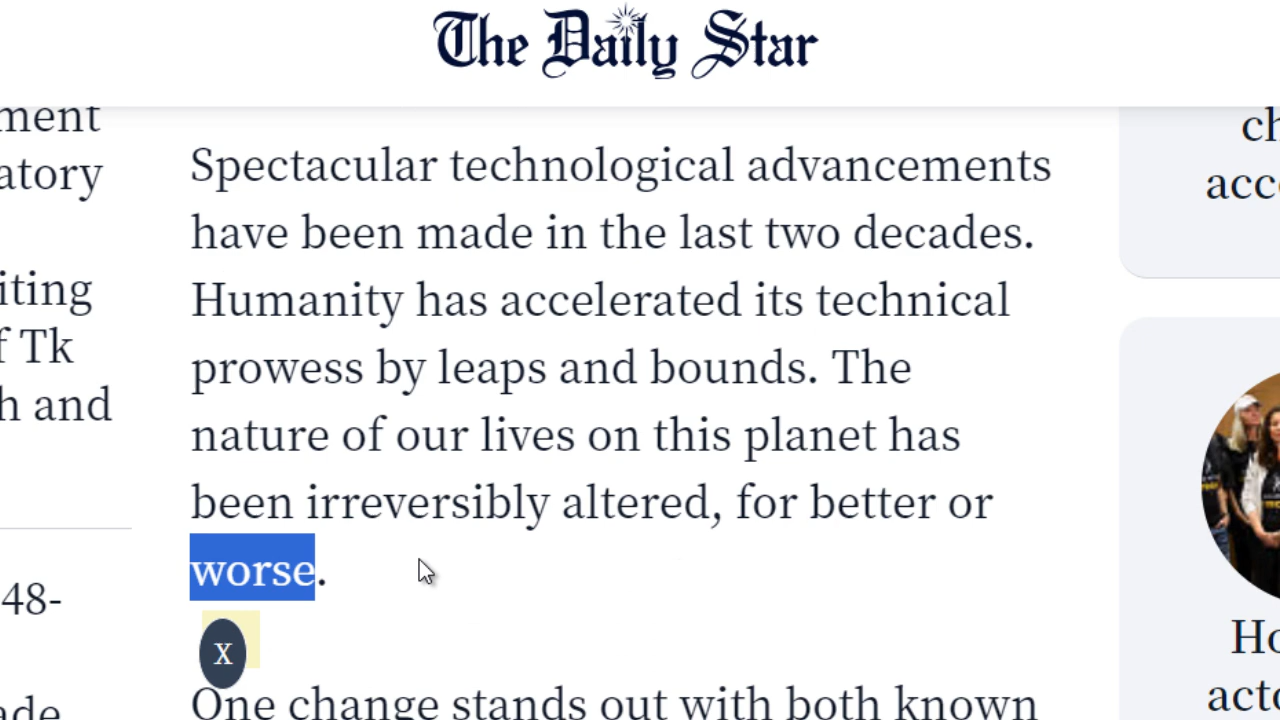 The Daily Star
ment
atory
iting
f Tk
h and
48-
ade
Spectacular technological advancements
have been made in the last two decades.
Humanity has accelerated its technical
prowess by leaps and bounds. The
nature of our lives on this planet has
been irreversibly altered, for better or
worse.
X
One change stands out with both known
ch
acc
Ho
acto